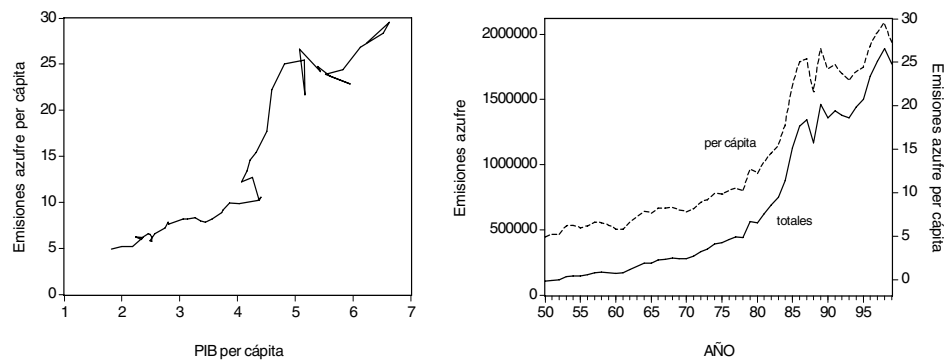 Emisiones azufre per cápita
30
25
20
15
10
5
0
1 2 3 4 5 6 7
PIB per cápita
Emisiones azufre
2000000
1500000
1000000
500000
0
per cápita
totales
30
25
20
15
10
5
0
Emisiones azufre per cápita
50 55 60 65 70 75 80 85 90 95
AÑO